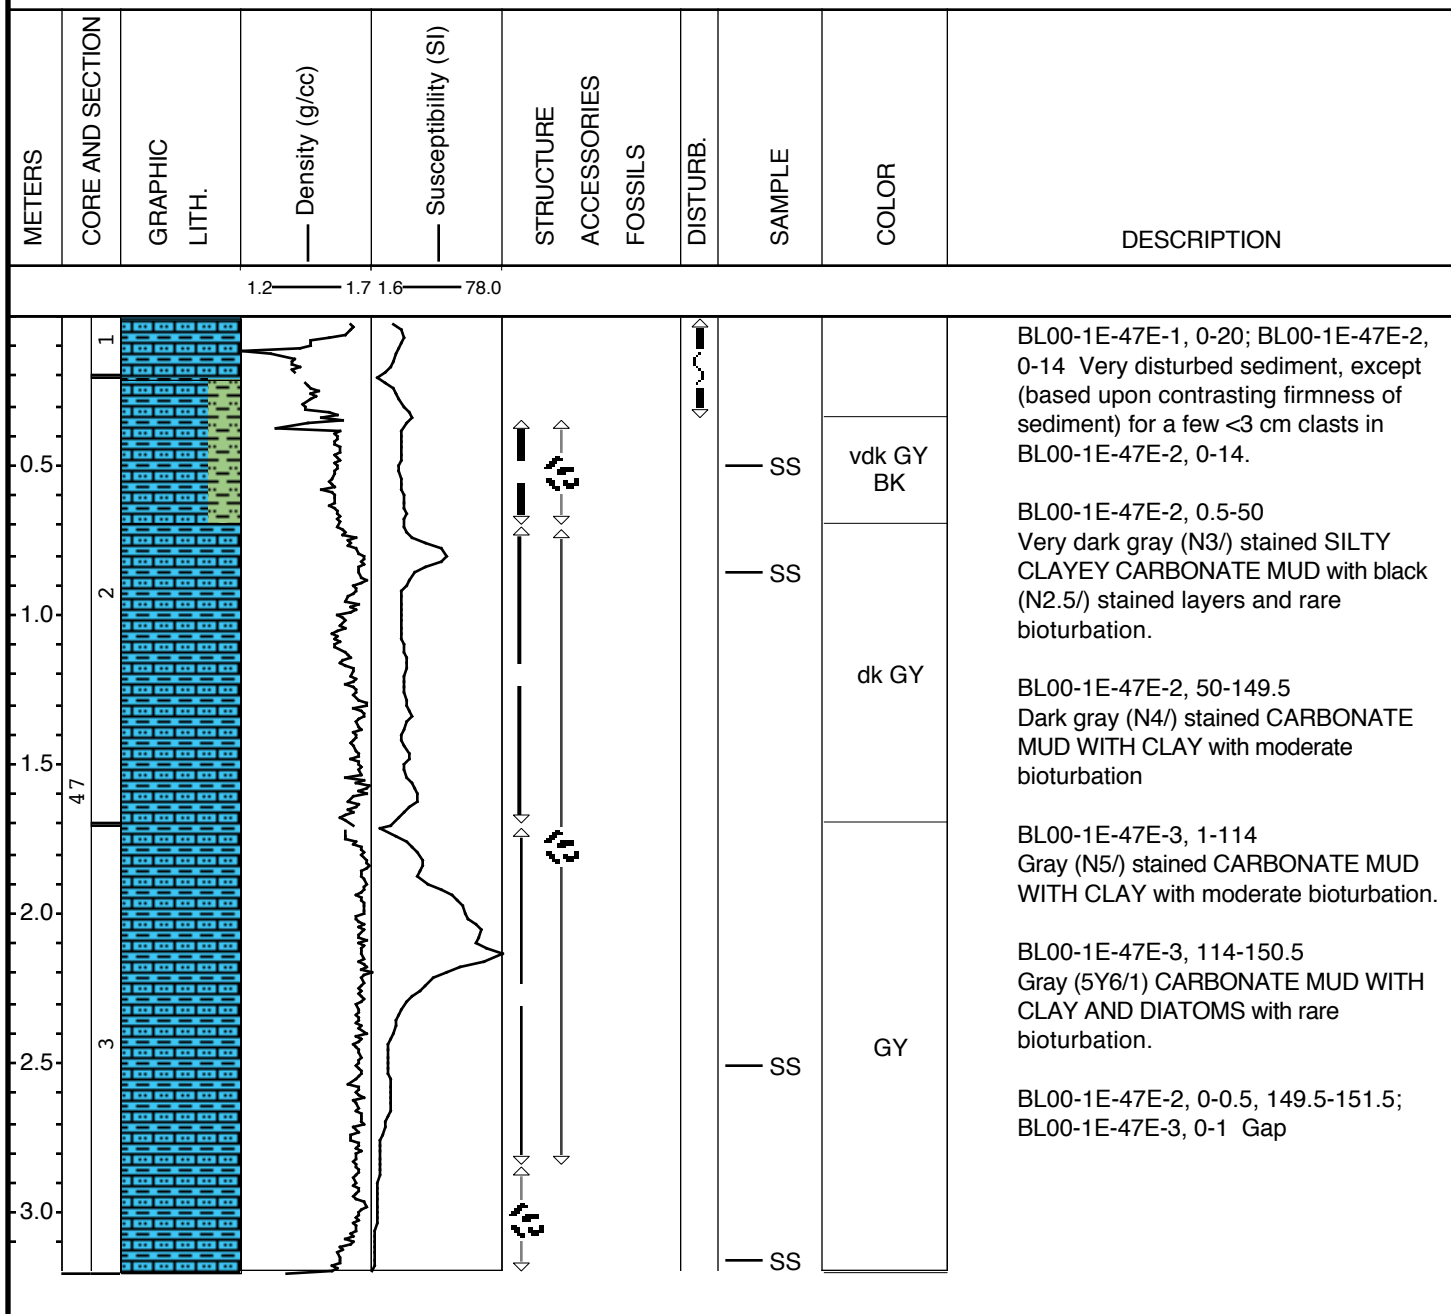 METERS
CORE AND SECTION
GRAPHIC
LITH.
Density (g/cc)
Susceptibility (SI)
STRUCTURE
ACCESSORIES
FOSSILS
DISTURB.
SAMPLE
COLOR
DESCRIPTION
1.2 1.7 1.6 78.0
1
2
3
47
0.5
1.0
1.5
2.0
2.5
3.0
SS
SS
SS
SS
vdk GY
BK
dk GY
GY
BL00-1E-47E-1, 0-20; BL00-1E-47E-2,
0-14 Very disturbed sediment, except
(based upon contrasting firmness of
sediment) for a few <3 cm clasts in
BL00-1E-47E-2, 0-14.
BL00-1E-47E-2, 0.5-50
Very dark gray (N3/) stained SILTY
CLAYEY CARBONATE MUD with black
(N2.5/) stained layers and rare
bioturbation.
BL00-1E-47E-2, 50-149.5
Dark gray (N4/) stained CARBONATE
MUD WITH CLAY with moderate
bioturbation
BL00-1E-47E-3, 1-114
Gray (N5/) stained CARBONATE MUD
WITH CLAY with moderate bioturbation.
BL00-1E-47E-3, 114-150.5
Gray (5Y6/1) CARBONATE MUD WITH
CLAY AND DIATOMS with rare
bioturbation.
BL00-1E-47E-2, 0-0.5, 149.5-151.5;
BL00-1E-47E-3, 0-1 Gap